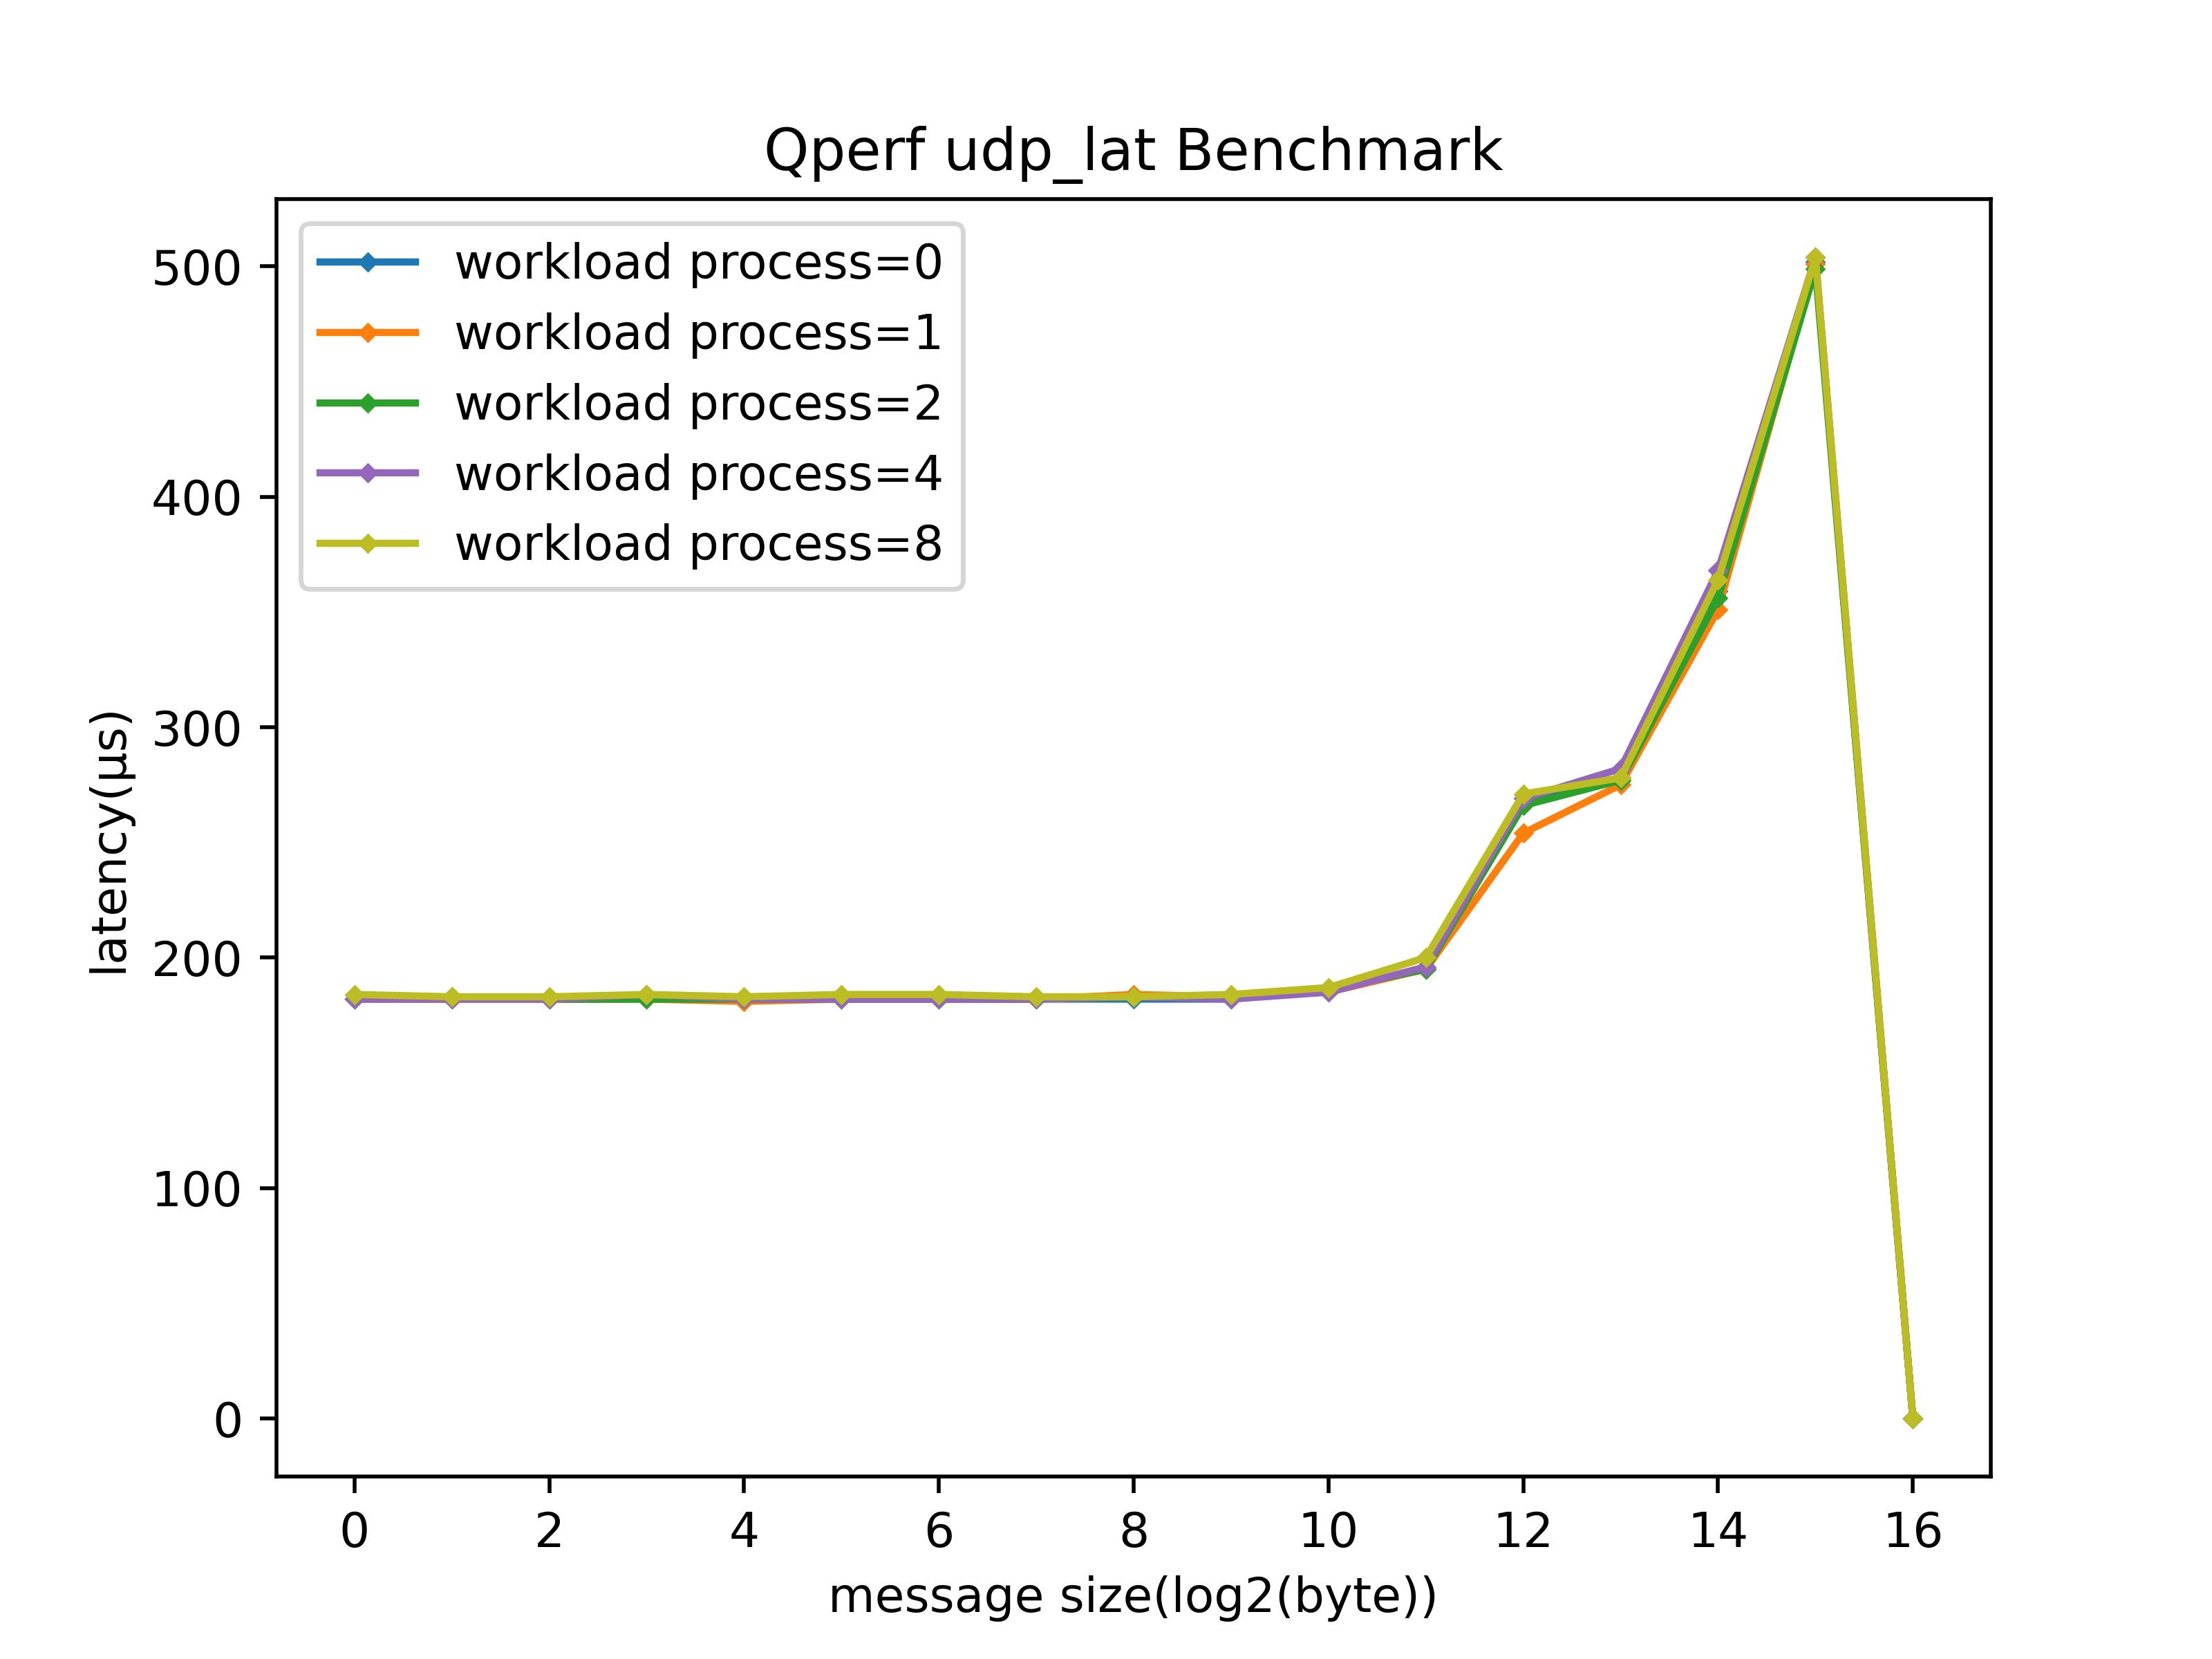 Qperf udp_lat Benchmark
workload process=0
workload process=1
workload process=2
workload process=4
workload process=8
500
400
300
200
100
0
latency(μs)
0 2 4 6 8 10 12 14 16
message size(log2(byte))